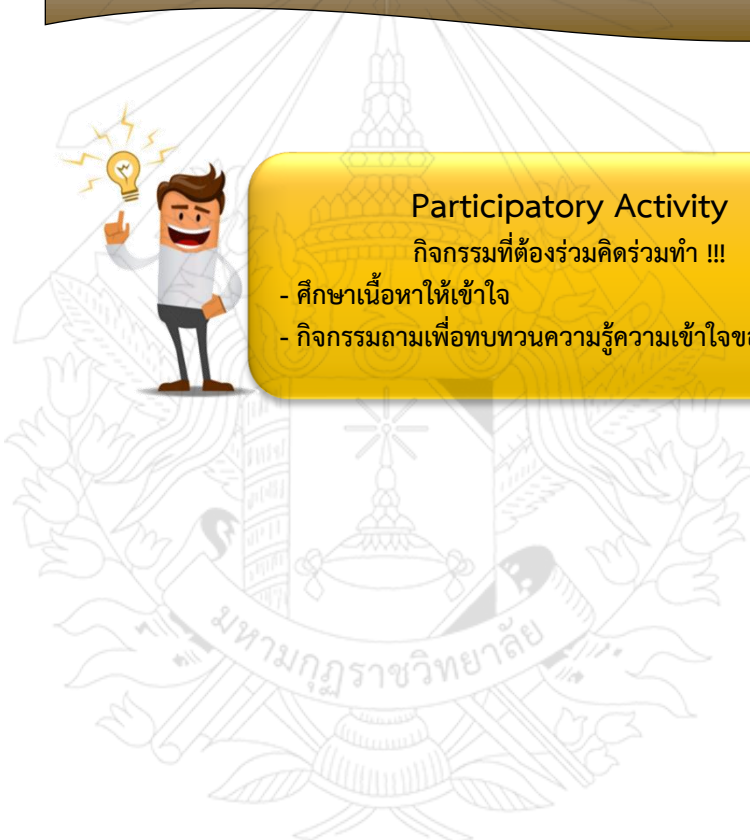 Participatory Activity
กิจกรรมที่ต้องร่วมคิดร่วมทำ !!!
- ศึกษาเนื้อหาให้เข้าใจ
- กิจกรรมถามเพื่อทบทวนความรู้ความเข้าใจ
มหามกุฏราชวิทยาลัย